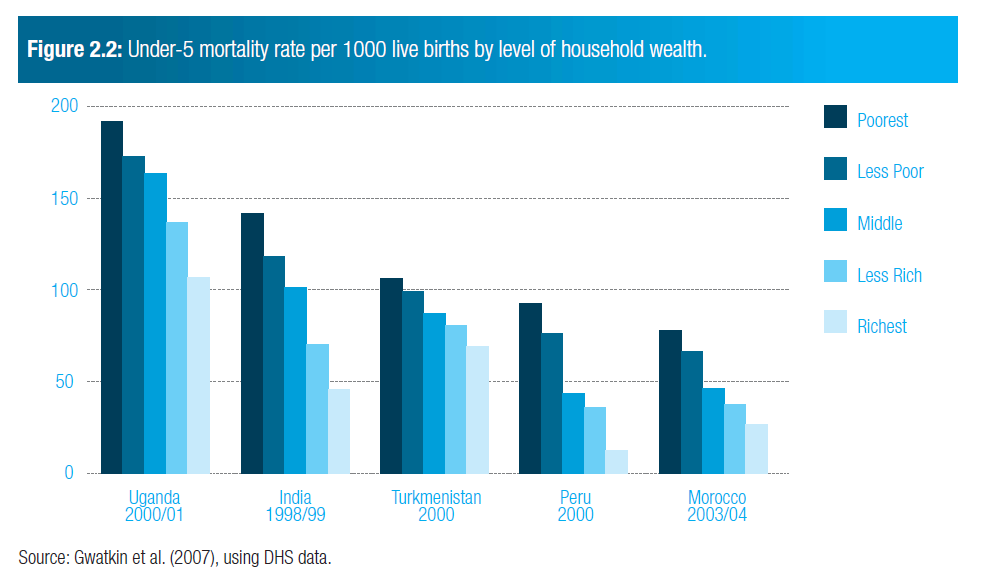 Figure 2.2: Under-5 mortality rate per 1000 live births by level of household wealth.
200
150
100
50
0
Poorest
Less Poor
Middle
Less Rich
Richest
Uganda
2000/01
India
1998/99
Turkmenistan
2000
Peru
2000
Morocco
2003/04
Source: Gwatkin et al. (2007), using DHS data.